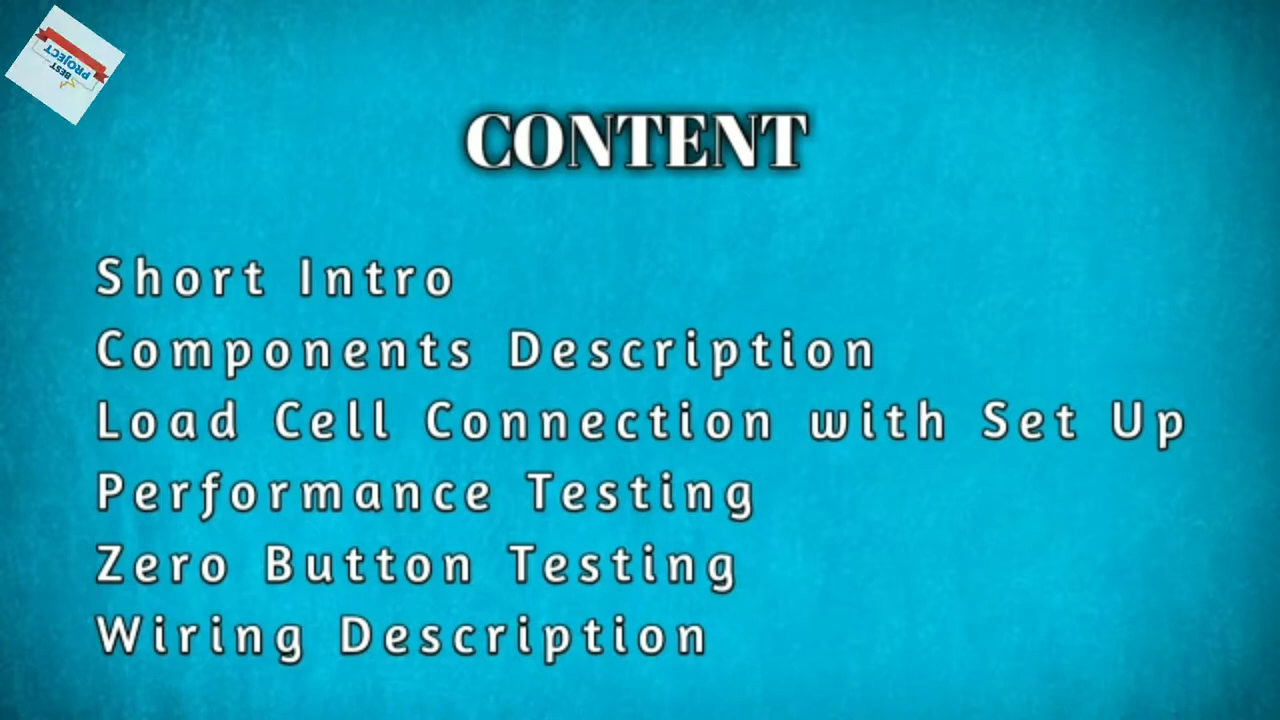 BEST
PROJECT
CONTENT
Short Intro
Components Description
Load Cell Connection with Set Up
Performance Testing
Zero Button Testing
Wiring Description